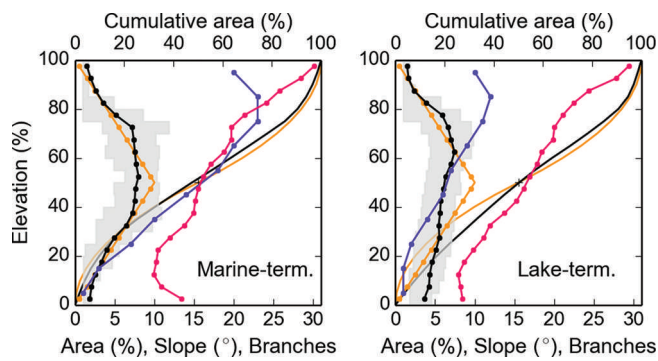 Cumulative area (%)
Cumulative area (%)
0 20 40 60 80 100
0 20 40 60 80 100
Elevation (%)
100
80
60
40
20
0
Marine-term.
100
80
60
40
20
0
Lake-term.
0 5 10 15 20 25 30
0 5 10 15 20 25 30
Area (%), Slope (°), Branches
Area (%), Slope (°), Branches